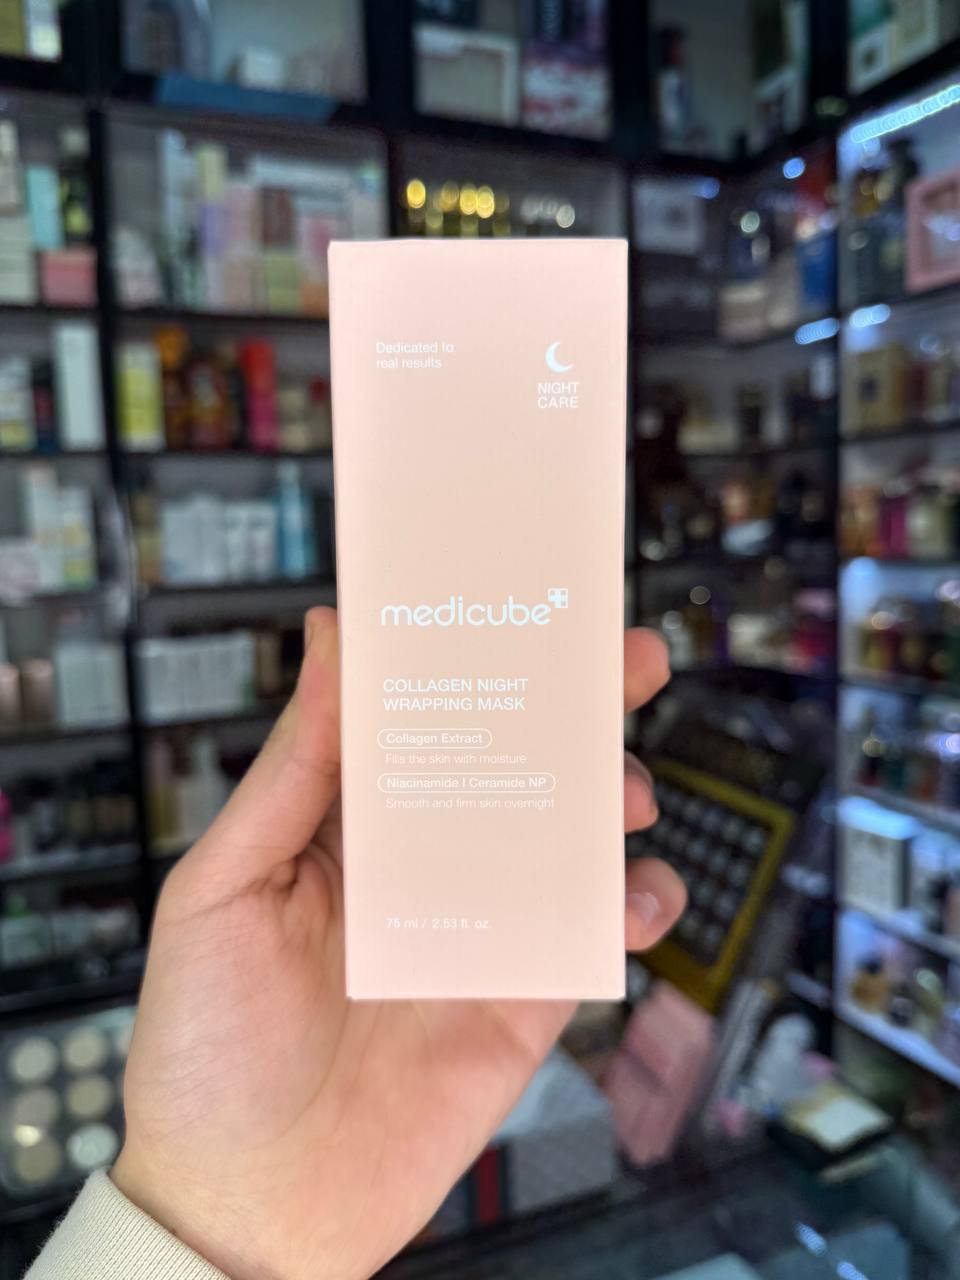 Dedicated to
real results
NIGHT
CARE
medicube
COLLAGEN NIGHT
WRAPPING MASK
Collagen Extract
Fills the skin with moisture
Niacinamide | Ceramide NP
Smooth and firm skin overnight
75 ml / 2.53 fl. oz.